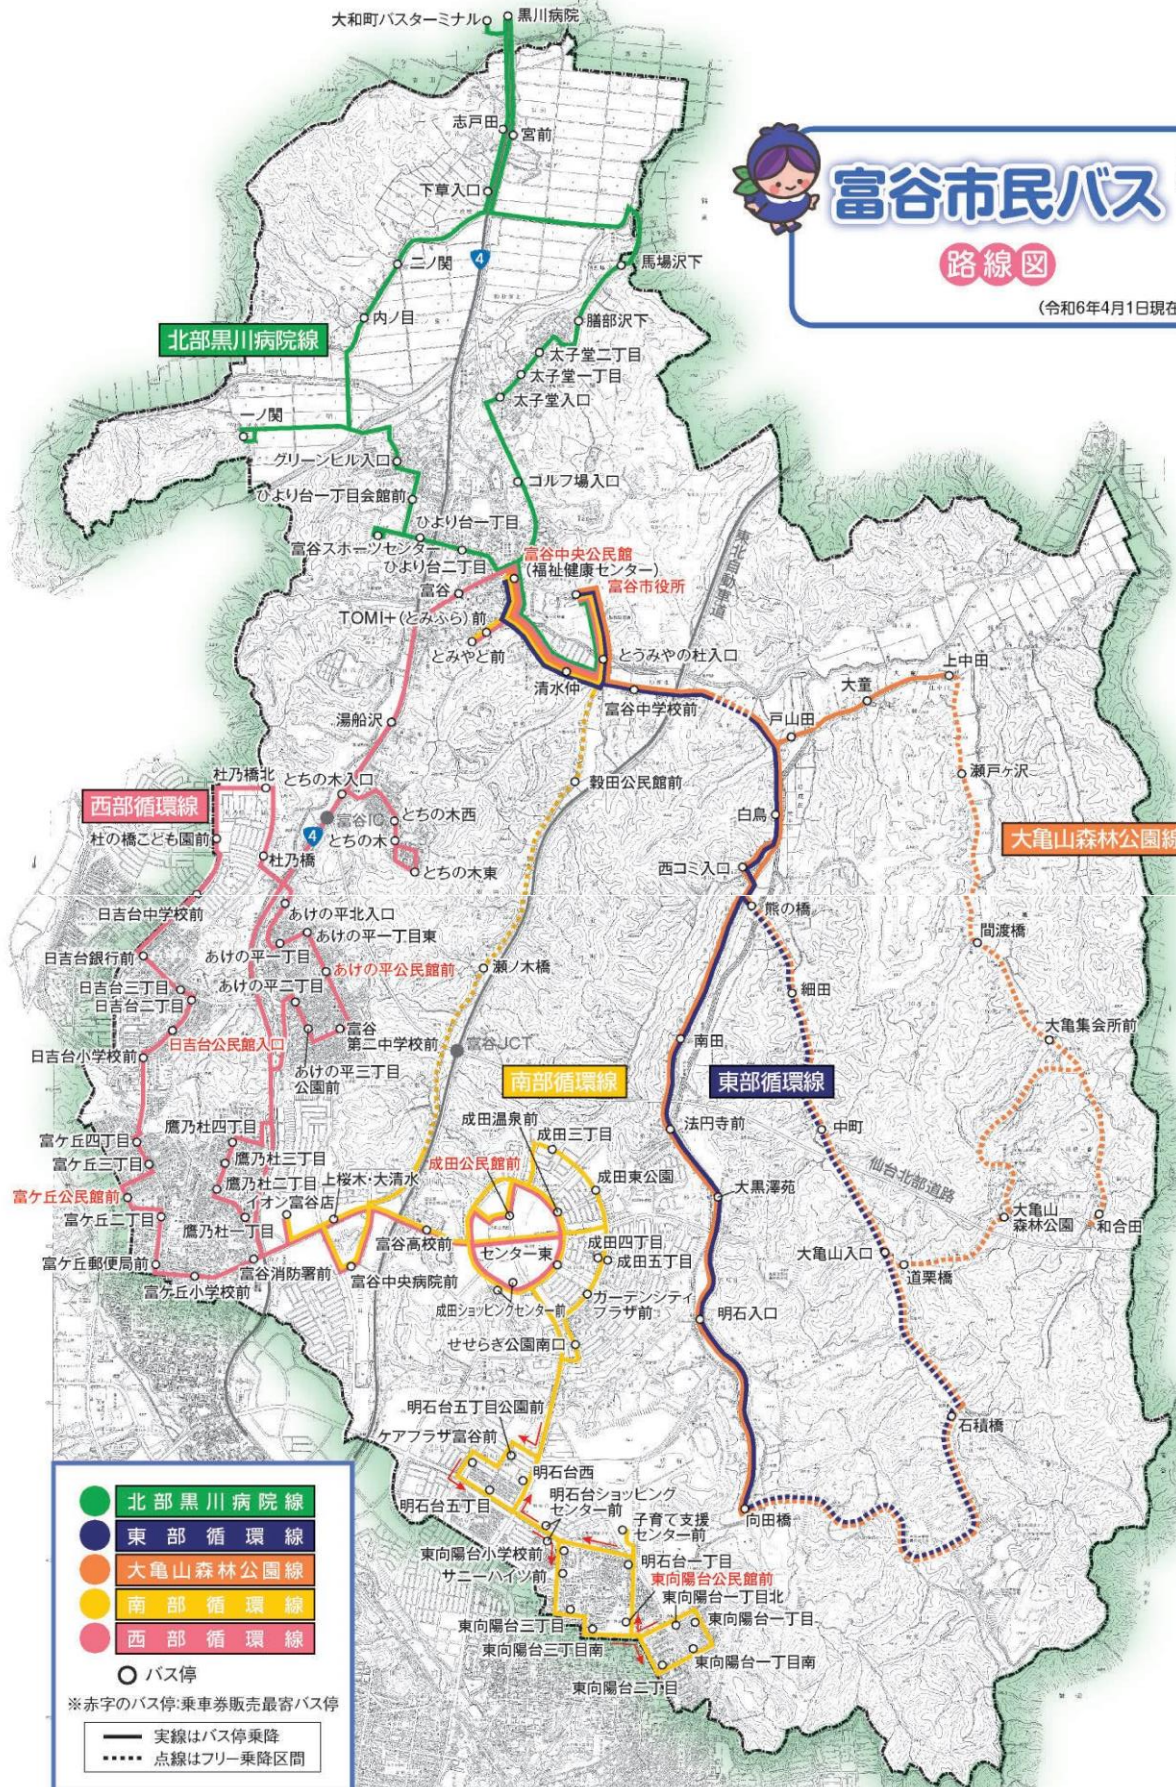 大和町バスターミナル
黒川病院
志戸田
宮前
下草入口
富谷市民バス
路線図
(令和6年4月1日現在
4
二ノ関
馬場沢下
内ノ目
膳部沢下
北部黒川病院線
太子堂二丁目
太子堂一丁目
太子堂入口
一ノ関
グリーンヒル入口
ゴルフ場入口
ひより台一丁目会館前
ひより台一丁目
富谷スポーツセンター
ひより台二丁目
富谷中央公民館
(福祉健康センター)
富谷市役所
東北自動車道
富谷
TOMI+(とみぷら)前
とみやど前
とうみやの杜入口
清水仲
富谷中学校前
上中田
大童
戸山田
湯船沢
瀬戸ヶ沢
杜乃橋北
とちの木入口
穀田公民館前
西部循環線
富谷IC
とちの木西
白鳥
杜の橋こども園前
4
とちの木
大亀山森林公園線
杜乃橋
とちの木東
西コミ入口
日吉台中学校前
あけの平北入口
熊の橋
あけの平一丁目東
間渡橋
日吉台銀行前
あけの平一丁目
あけの平公民館前
瀬ノ木橋
日吉台三丁目
あけの平二丁目
細田
日吉台二丁目
大亀集会所前
日吉台公民館入口
富谷
第二中学校前
富谷JCT
南田
日吉台小学校前
あけの平三丁目
公園前
南部循環線
東部循環線
成田温泉前
法円寺前
中町
富ケ丘四丁目
鷹乃杜四丁目
成田三丁目
富ケ丘三丁目
鷹乃杜三丁目
成田公民館前
成田東公園
仙台北部道路
鷹乃杜二丁目
上桜木・大清水
富ケ丘公民館前
イオン富谷店
大黒澤苑
大亀山
森林公園
和合田
富ケ丘二丁目
鷹乃杜一丁目
富谷高校前
センター東
成田四丁目
成田五丁目
大亀山入口
道栗橋
富ケ丘郵便局前
富谷消防署前
富谷中央病院前
富ケ丘小学校前
成田ショッピングセンター前
ガーデンシティ
プラザ前
明石入口
せせらぎ公園南口
明石台五丁目公園前
石積橋
ケアプラザ富谷前
明石台西
明石台五丁目
明石台ショッピング
センター前
子育て支援
センター前
向田橋
東向陽台小学校前
明石台一丁目
サニーハイツ前
東向陽台公民館前
東向陽台一丁目北
東向陽台三丁目
東向陽台一丁目
東向陽台三丁目南
東向陽台一丁目南
東向陽台二丁目
北部黒川病院線
東部循環線
大亀山森林公園線
南部循環線
西部循環線
バス停
※赤字のバス停:乗車券販売最寄バス停
実線はバス停乗降
点線はフリー乗降区間